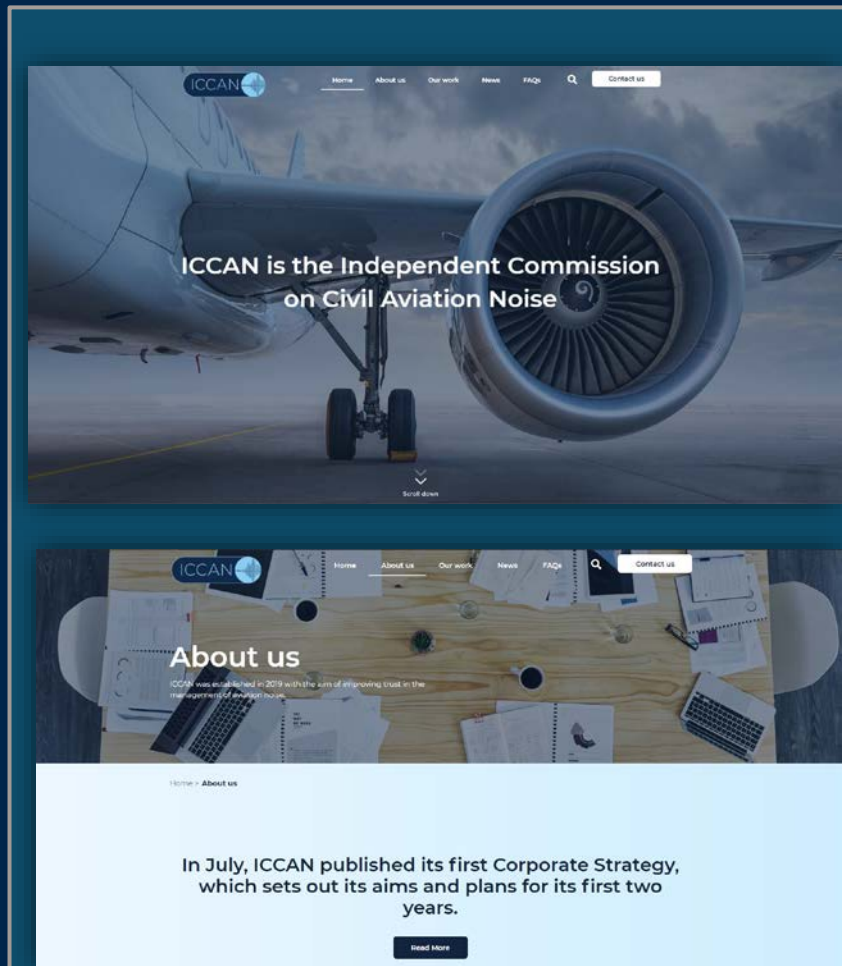 ICCAN
Home About us Our work News FAQs Contact us
ICCAN is the Independent Commission
on Civil Aviation Noise
Scroll down
ICCAN
Home About us Our work News FAQs Contact us
About us
ICCAN was established in 2019 with the aim of improving trust in the
management of aviation noise.
Home > About us
In July, ICCAN published its first Corporate Strategy,
which sets out its aims and plans for its first two
years.
Read More